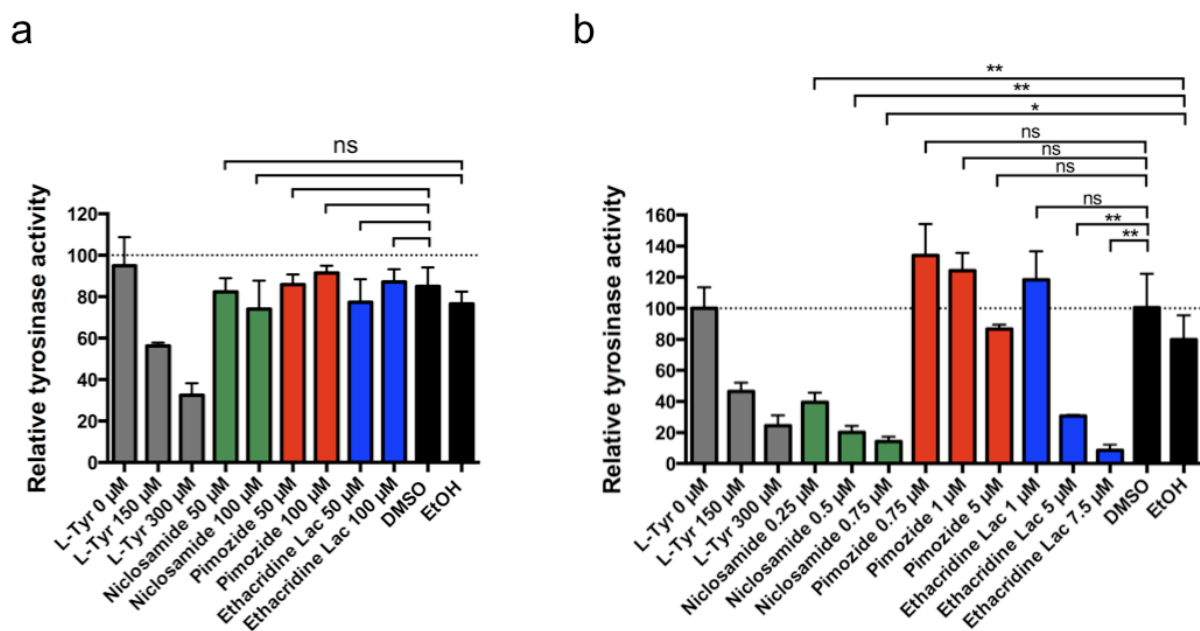 a
ns
Relative tyrosinase activity
120
100
80
60
40
20
0
L-Tyr 0 µM
L-Tyr 150 µM
L-Tyr 300 µM
Niclosamide 50 µM
Niclosamide 100 µM
Pimozide 50 µM
Pimozide 100 µM
Ethacridine Lac 50 µM
Ethacridine Lac 100 µM
DMSO
EtOH
b
**
**
*
ns
ns
ns
ns
**
**
Relative tyrosinase activity
160
140
120
100
80
60
40
20
0
L-Tyr 0 µM
L-Tyr 150 µM
L-Tyr 300 µM
Niclosamide 0.25 µM
Niclosamide 0.5 µM
Niclosamide 0.75 µM
Pimozide 0.75 µM
Pimozide 1 µM
Pimozide 5 µM
Ethacridine Lac 1 µM
Ethacridine Lac 5 µM
Ethacridine Lac 7.5 µM
DMSO
EtOH